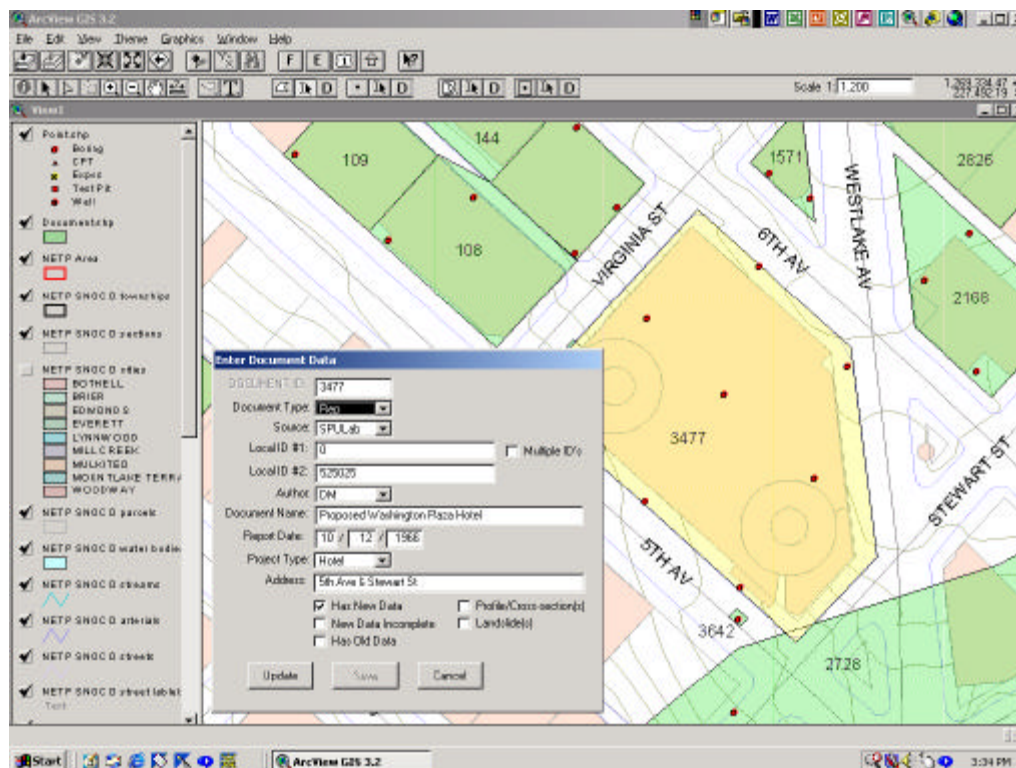 ArcView GIS 3.2
File Edit View Theme Graphics Window Help
F E
T D D D D
Scale 1: 1,200
View1
Point.shp
Boring
CPT
Test Pit
Well
Document.shp
NETP Area
NETP SNOCO townships
NETP SNOCO sections
NETP SNOCO cities
BOTHELL
BRIER
EDMONDS
EVERETT
LYNNWOOD
MILL CREEK
MUKILTEO
MOUNTLAKE TERRA
WOODWAY
NETP SNOCO parcels
NETP SNOCO water bodies
NETP SNOCO streams
NETP SNOCO arterials
NETP SNOCO streets
NETP SNOCO street labels
Text
109
144
108
1571
2826
2168
3477
3642
2728
VIRGINIA ST
6TH AV
WESTLAKE AV
5TH AV
STEWART ST
Enter Document Data
DOCUMENT ID: 3477
Document Type: Rep
Source: SPULab
Local ID #1: 0 Multiple ID's
Local ID #2: 525025
Author: DM
Document Name: Proposed Washington Plaza Hotel
Report Date: 10 / 12 / 1966
Project Type: Hotel
Address: 5th Ave & Stewart St
Has New Data Profile/Cross-section(s)
New Data Incomplete Landslide(s)
Has Old Data
Update Save Cancel
Start ArcView GIS 3.2 3:34 PM